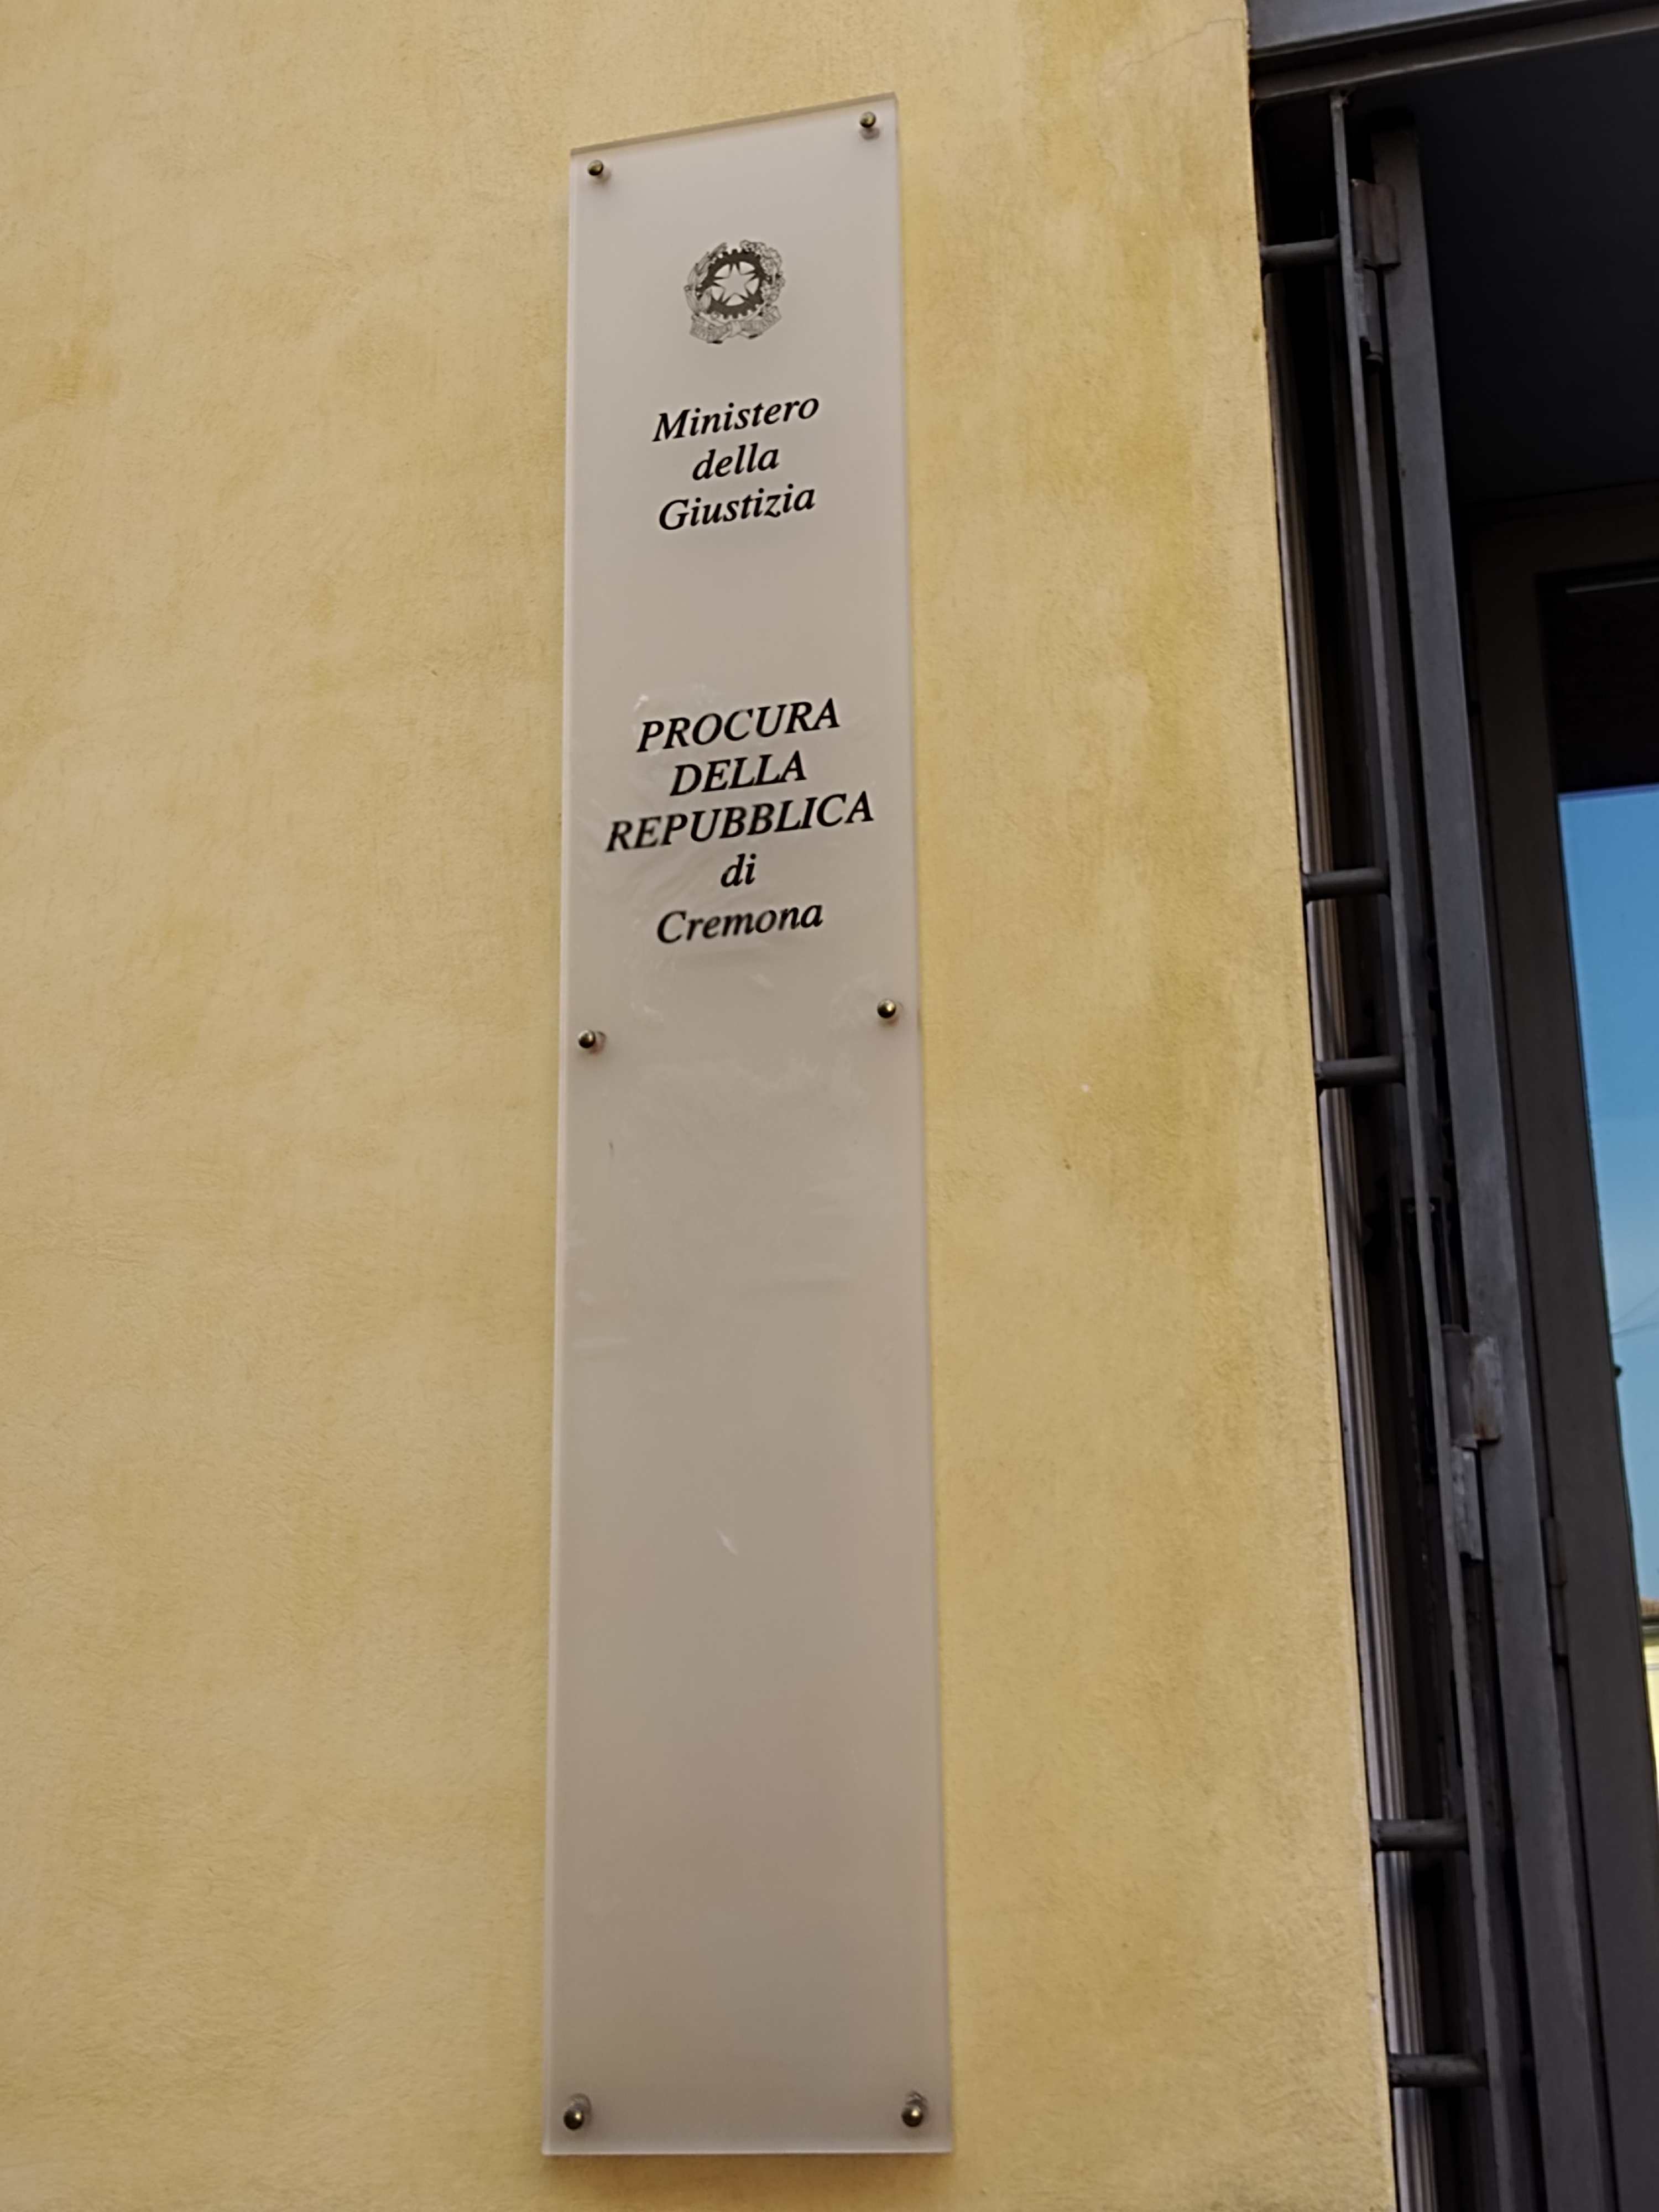 Ministero
della
Giustizia
PROCURA
DELLA
REPUBBLICA
di
Cremona